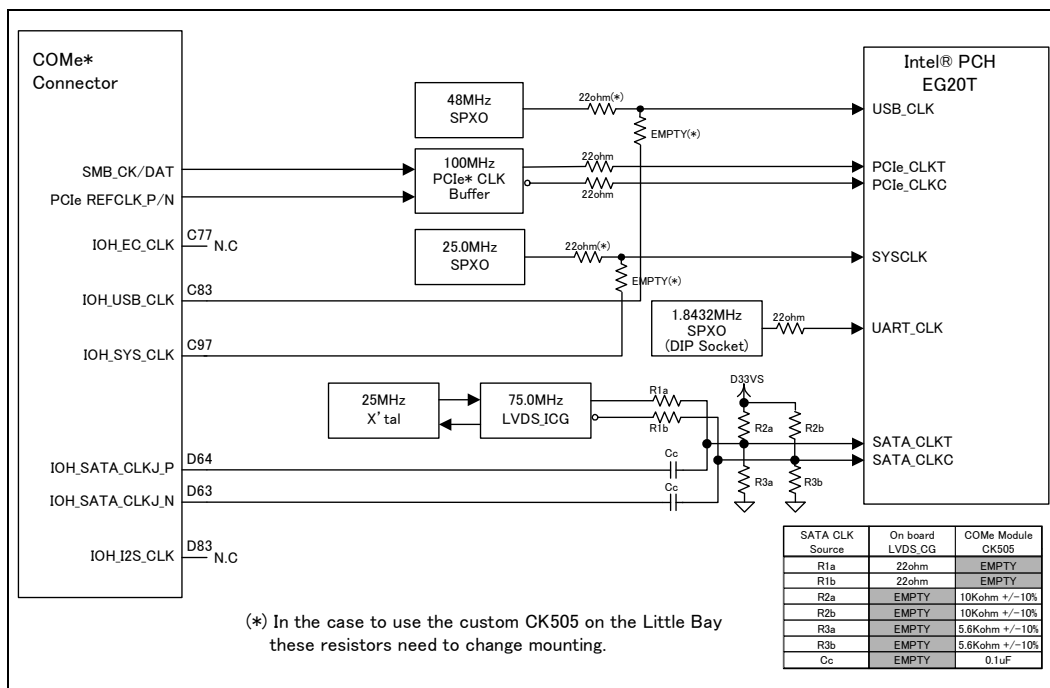 COMe*
Connector
Intel® PCH
EG20T
48MHz
SPXO
22ohm(*)
USB_CLK
EMPTY(*)
SMB_CK/DAT
100MHz
PCIe* CLK
Buffer
22ohm
PCIe_CLKT
PCIe REFCLK_P/N
22ohm
PCIe_CLKC
IOH_EC_CLK
C77
N.C
25.0MHz
SPXO
22ohm(*)
SYSCLK
EMPTY(*)
IOH_USB_CLK
C83
1.8432MHz
SPXO
(DIP Socket)
22ohm
UART_CLK
IOH_SYS_CLK
C97
D33VS
25MHz
X'tal
75.0MHz
LVDS_ICG
R1a
R1b
R2a
R2b
SATA_CLKT
SATA_CLKC
IOH_SATA_CLKJ_P
D64
Cc
IOH_SATA_CLKJ_N
D63
Cc
R3a
R3b
IOH_I2S_CLK
D83
N.C
SATA CLK Source On board LVDS_CG COMe Module CK505
R1a 22ohm EMPTY
R1b 22ohm EMPTY
R2a EMPTY 10Kohm +/-10%
R2b EMPTY 10Kohm +/-10%
R3a EMPTY 5.6Kohm +/-10%
R3b EMPTY 5.6Kohm +/-10%
Cc EMPTY 0.1uF
(*) In the case to use the custom CK505 on the Little Bay
these resistors need to change mounting.